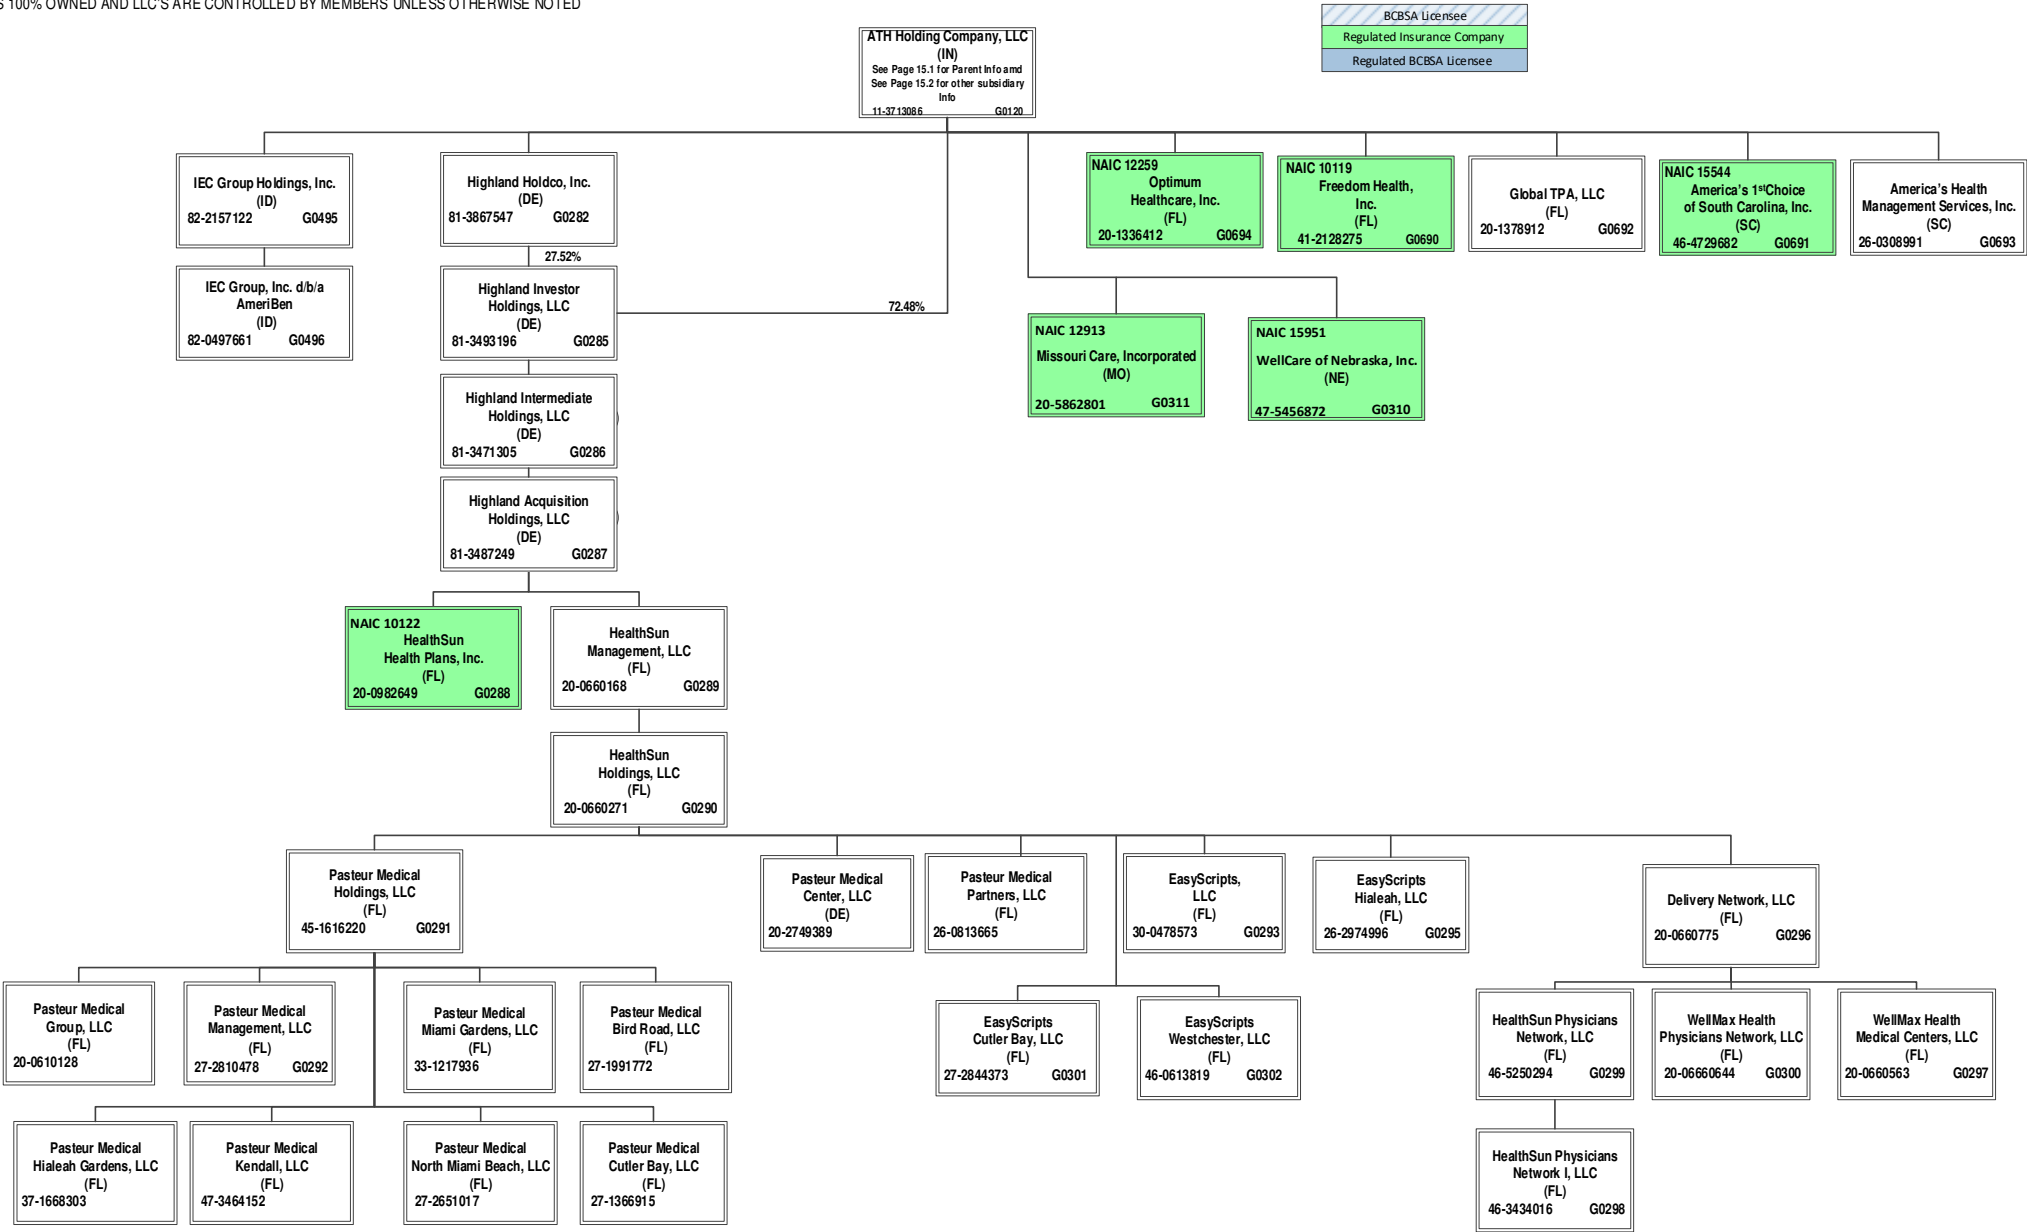 S 100% OWNED AND LLC'S ARE CONTROLLED BY MEMBERS UNLESS OTHERWISE NOTED
BCBSA Licensee
Regulated Insurance Company
Regulated BCBSA Licensee
ATH Holding Company, LLC
(IN)
See Page 15.1 for Parent Info amd
See Page 15.2 for other subsidiary
Info
11-3713086 G0120
IEC Group Holdings, Inc.
(ID)
82-2157122 G0495
Highland Holdco, Inc.
(DE)
81-3867547 G0282
NAIC 12259
Optimum
Healthcare, Inc.
(FL)
20-1336412 G0694
NAIC 10119
Freedom Health,
Inc.
(FL)
41-2128275 G0690
Global TPA, LLC
(FL)
20-1378912 G0692
NAIC 15544
America's 1stChoice
of South Carolina, Inc.
(SC)
46-4729682 G0691
America's Health
Management Services, Inc.
(SC)
26-0308991 G0693
27.52%
IEC Group, Inc. d/b/a
AmeriBen
(ID)
82-0497661 G0496
Highland Investor
Holdings, LLC
(DE)
81-3493196 G0285
72.48%
NAIC 12913
Missouri Care, Incorporated
(MO)
20-5862801 G0311
NAIC 15951
WellCare of Nebraska, Inc.
(NE)
47-5456872 G0310
Highland Intermediate
Holdings, LLC
(DE)
81-3471305 G0286
Highland Acquisition
Holdings, LLC
(DE)
81-3487249 G0287
NAIC 10122
HealthSun
Health Plans, Inc.
(FL)
20-0982649 G0288
HealthSun
Management, LLC
(FL)
20-0660168 G0289
HealthSun
Holdings, LLC
(FL)
20-0660271 G0290
Pasteur Medical
Holdings, LLC
(FL)
45-1616220 G0291
Pasteur Medical
Center, LLC
(DE)
20-2749389
Pasteur Medical
Partners, LLC
(FL)
26-0813665
EasyScripts,
LLC
(FL)
30-0478573 G0293
EasyScripts
Hialeah, LLC
(FL)
26-2974996 G0295
Delivery Network, LLC
(FL)
20-0660775 G0296
Pasteur Medical
Group, LLC
(FL)
20-0610128
Pasteur Medical
Management, LLC
(FL)
27-2810478 G0292
Pasteur Medical
Miami Gardens, LLC
(FL)
33-1217936
Pasteur Medical
Bird Road, LLC
(FL)
27-1991772
EasyScripts
Cutler Bay, LLC
(FL)
27-2844373 G0301
EasyScripts
Westchester, LLC
(FL)
46-0613819 G0302
HealthSun Physicians
Network, LLC
(FL)
46-5250294 G0299
WellMax Health
Physicians Network, LLC
(FL)
20-06660644 G0300
WellMax Health
Medical Centers, LLC
(FL)
20-0660563 G0297
Pasteur Medical
Hialeah Gardens, LLC
(FL)
37-1668303
Pasteur Medical
Kendall, LLC
(FL)
47-3464152
Pasteur Medical
North Miami Beach, LLC
(FL)
27-2651017
Pasteur Medical
Cutler Bay, LLC
(FL)
27-1366915
HealthSun Physicians
Network I, LLC
(FL)
46-3434016 G0298